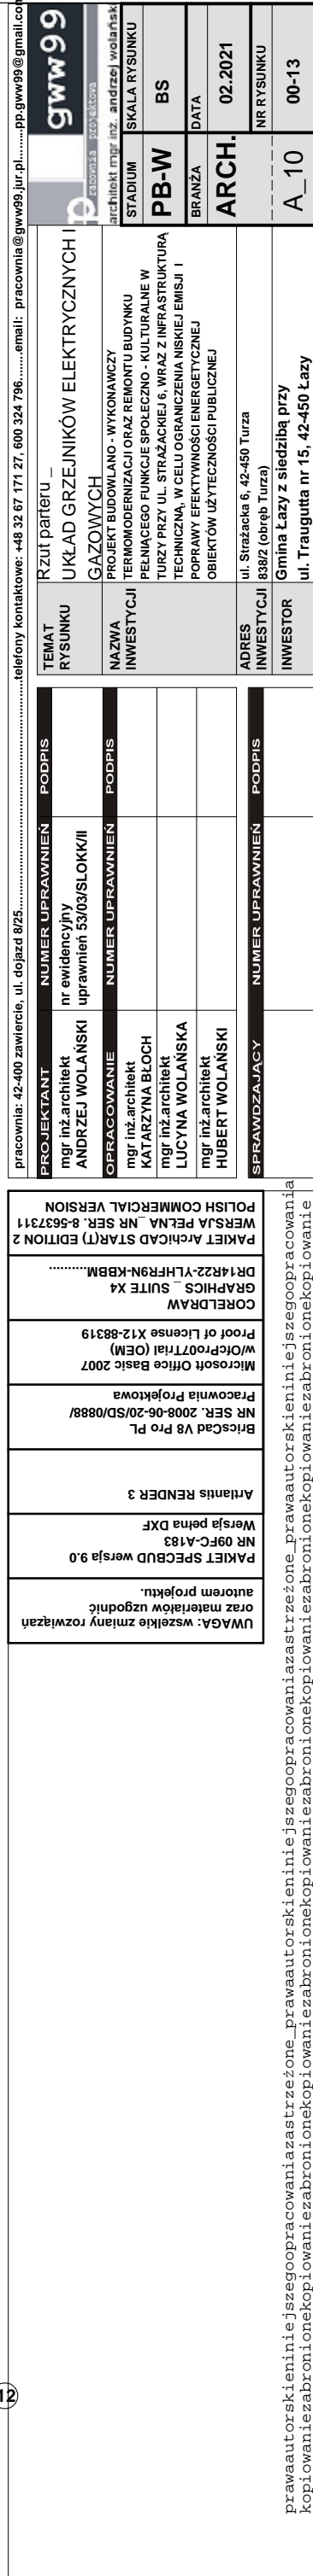 pracownia: 42-400 zawiercie, ul. dojazd 8/25..........telefony kontaktowe: +48 32 67 171 27, 600 324 796........email: pracownia@gww99.jur.pl........pp.gww99@gmail.com
PROJEKTANT NUMER UPRAWNIEŃ PODPIS
mgr inż.architekt
ANDRZEJ WOLAŃSKI
nr ewidencyjny
uprawnień 53/03/SLOKK/II
OPRACOWANIE NUMER UPRAWNIEŃ PODPIS
mgr inż.architekt
KATARZYNA BŁOCH
mgr inż.architekt
LUCYNA WOLAŃSKA
mgr inż.architekt
HUBERT WOLAŃSKI
SPRAWDZAJĄCY NUMER UPRAWNIEŃ PODPIS
TEMAT
RYSUNKU
Rzut parteru _
UKŁAD GRZEJNIKÓW ELEKTRYCZNYCH I
GAZOWYCH
NAZWA
INWESTYCJI
PROJEKT BUDOWLANO - WYKONAWCZY
TERMOMODERNIZACJI ORAZ REMONTU BUDYNKU
PEŁNIĄCEGO FUNKCJE SPOŁECZNO - KULTURALNE W
TURZY PRZY UL. STRAŻACKIEJ 6, WRAZ Z INFRASTRUKTURĄ
TECHNICZNĄ, W CELU OGRANICZENIA NISKIEJ EMISJI I
POPRAWY EFEKTYWNOŚCI ENERGETYCZNEJ
OBIEKTÓW UŻYTECZNOŚCI PUBLICZNEJ
ADRES
INWESTYCJI
ul. Strażacka 6, 42-450 Turza
838/2 (obręb Turza)
INWESTOR
Gmina Łazy z siedzibą przy
ul. Traugutta nr 15, 42-450 Łazy
gww99
pracownia projektowa
architekt mgr inż. andrzej wolański
STADIUM SKALA RYSUNKU
PB-W BS
BRANŻA DATA
ARCH. 02.2021
NR RYSUNKU
A_10 00-13
UWAGA: wszelkie zmiany rozwiązań
oraz materiałów uzgodnić
autorem projektu.
PAKIET SPECBUD wersja 9.0
NR 09FC-A183
Wersja pełna DXF
Artlantis RENDER 3
BricsCad V8 Pro PL
NR SER. 2008-06-20/SD/0888/
Pracownia Projektowa
Microsoft Office Basic 2007
w/OfcPro07Trial (OEM)
Proof of License X12-88319
CORELDRAW
GRAPHICS _ SUITE X4
DR14R22-YLHFR9N-KBBM..........
PAKIET ArchiCAD START(T) EDITION 2
WERSJA PEŁNA _NR SER. 8-5637311
POLISH COMMERCIAL VERSION
12
prawaautorskieniniejszegoopracowaniazastrzeżone_prawaautorskieniniejszegoopracowaniazastrzeżone_prawaautorskieniniejszegoopracowania
kopiowaniezabronionekopiowaniezabronionekopiowaniezabronionekopiowaniezabronionekopiowaniezabronionekopiowaniezabronionekopiowanie